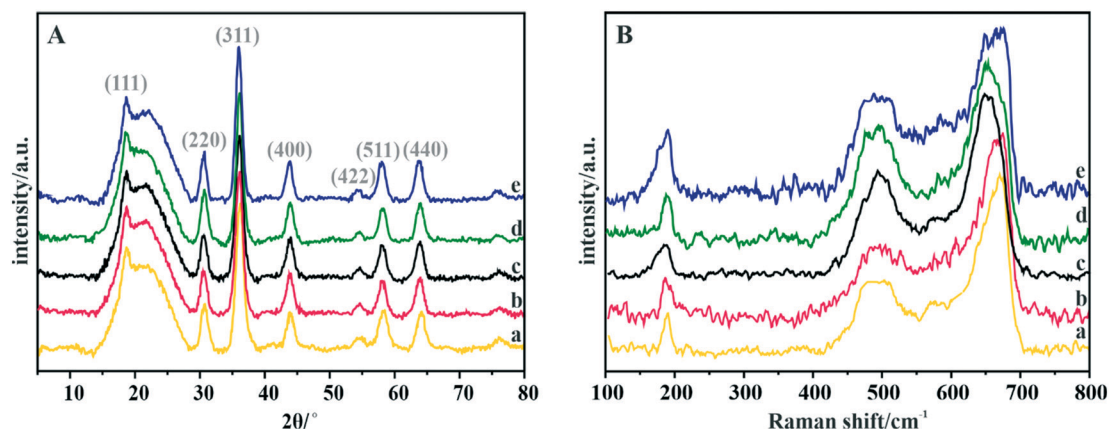 A
(111)
(220)
(311)
(400)
(422)
(511)
(440)
e
d
c
b
a
intensity/a.u.
10 20 30 40 50 60 70 80
2θ/°
B
e
d
c
b
a
intensity/a.u.
100 200 300 400 500 600 700 800
Raman shift/cm⁻¹